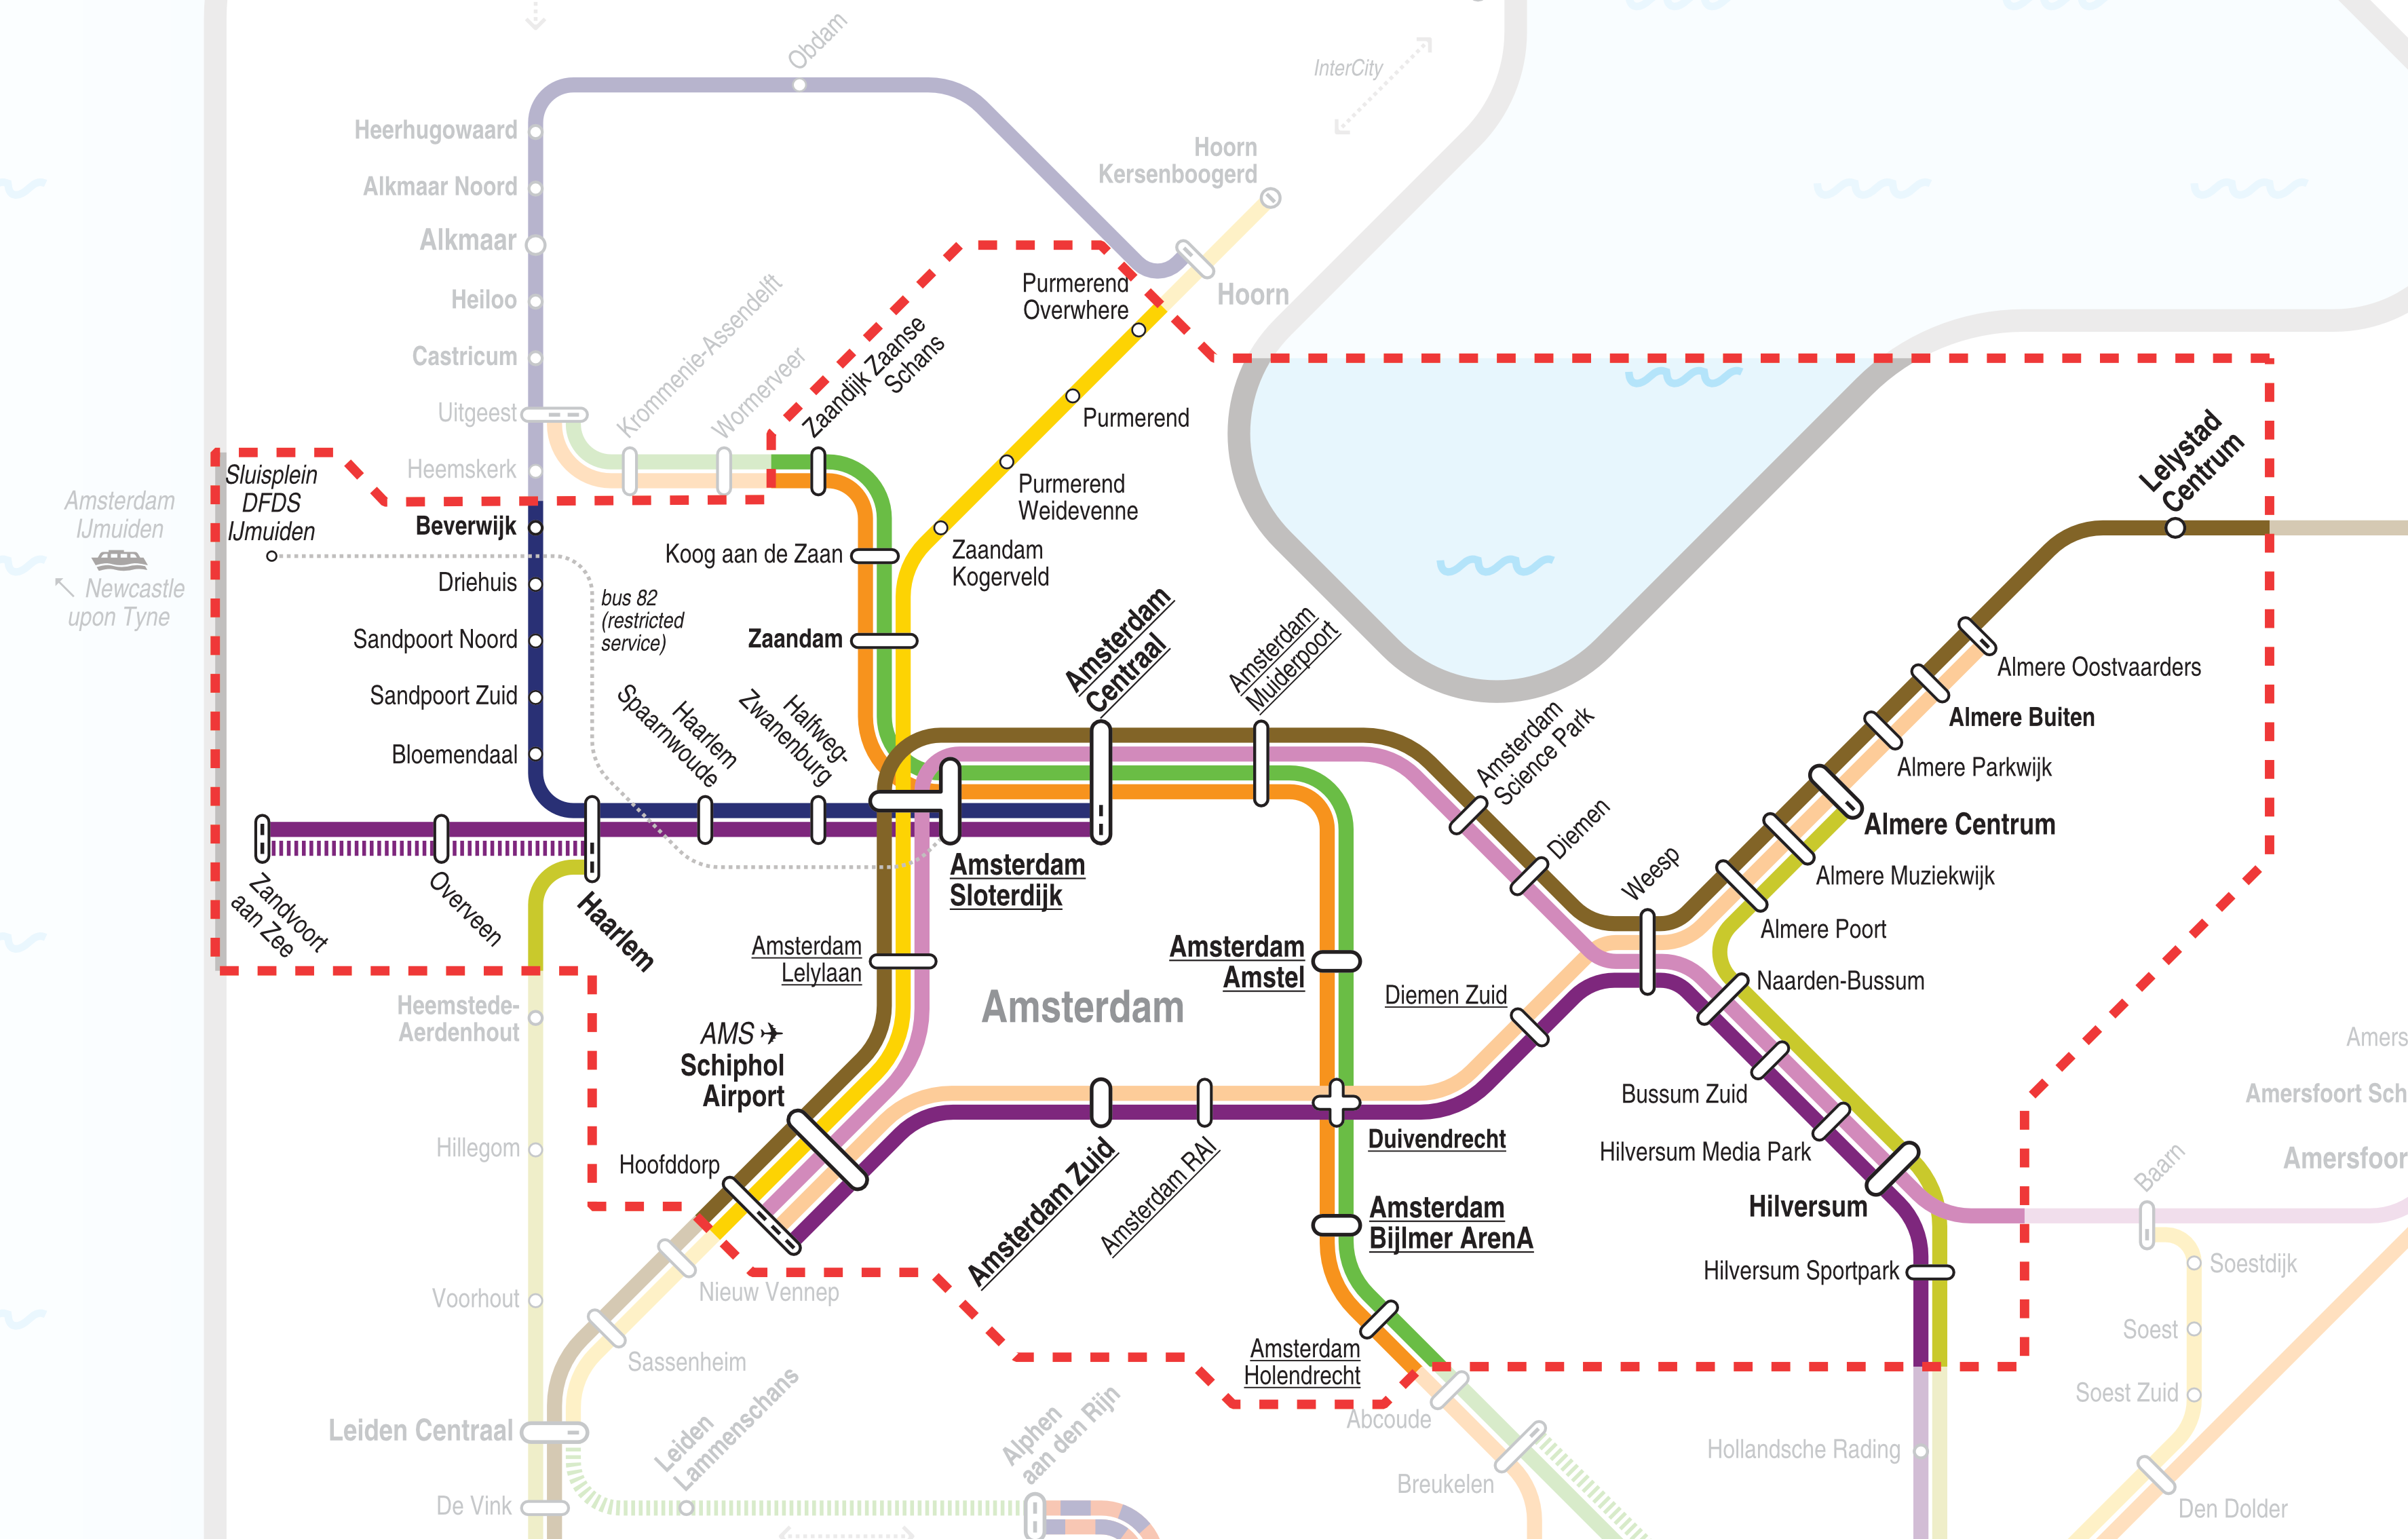 Obdam
InterCity
Heerhugowaard
Hoorn
Kersenboogerd
Alkmaar Noord
Alkmaar
Purmerend
Overwhere
Hoorn
Heiloo
Krommenie-Assendelft
Castricum
Wormerveer
Zaandijk Zaanse
Schans
Uitgeest
Purmerend
Heemskerk
Sluisplein
DFDS
IJmuiden
Amsterdam
IJmuiden
Newcastle
upon Tyne
Beverwijk
Purmerend
Weidevenne
Lelystad
Centrum
Koog aan de Zaan
Zaandam
Kogerveld
Driehuis
bus 82
(restricted
service)
Sandpoort Noord
Zaandam
Amsterdam
Centraal
Amsterdam
Muiderpoort
Almere Oostvaarders
Sandpoort Zuid
Haarlem
Spaarnwoude
Halfweg-
Zwanenburg
Almere Buiten
Bloemendaal
Amsterdam
Science Park
Almere Parkwijk
Diemen
Almere Centrum
Amsterdam
Sloterdijk
Weesp
Almere Muziekwijk
Zandvoort
aan Zee
Overveen
Haarlem
Almere Poort
Amsterdam
Lelylaan
Amsterdam
Amstel
Naarden-Bussum
Diemen Zuid
Amsterdam
Heemstede-
Aerdenhout
AMS
Schiphol
Airport
Amers
Bussum Zuid
Amersfoort Sch
Hillegom
Duivendrecht
Hilversum Media Park
Hoofddorp
Amsterdam Zuid
Amsterdam RAI
Baarn
Amersfoor
Amsterdam
Bijlmer ArenA
Hilversum
Hilversum Sportpark
Soestdijk
Nieuw Vennep
Voorhout
Soest
Amsterdam
Holendrecht
Sassenheim
Soest Zuid
Abcoude
Leiden Centraal
Leiden
Lammenschans
Alphen
aan den Rijn
Hollandsche Rading
Breukelen
De Vink
Den Dolder